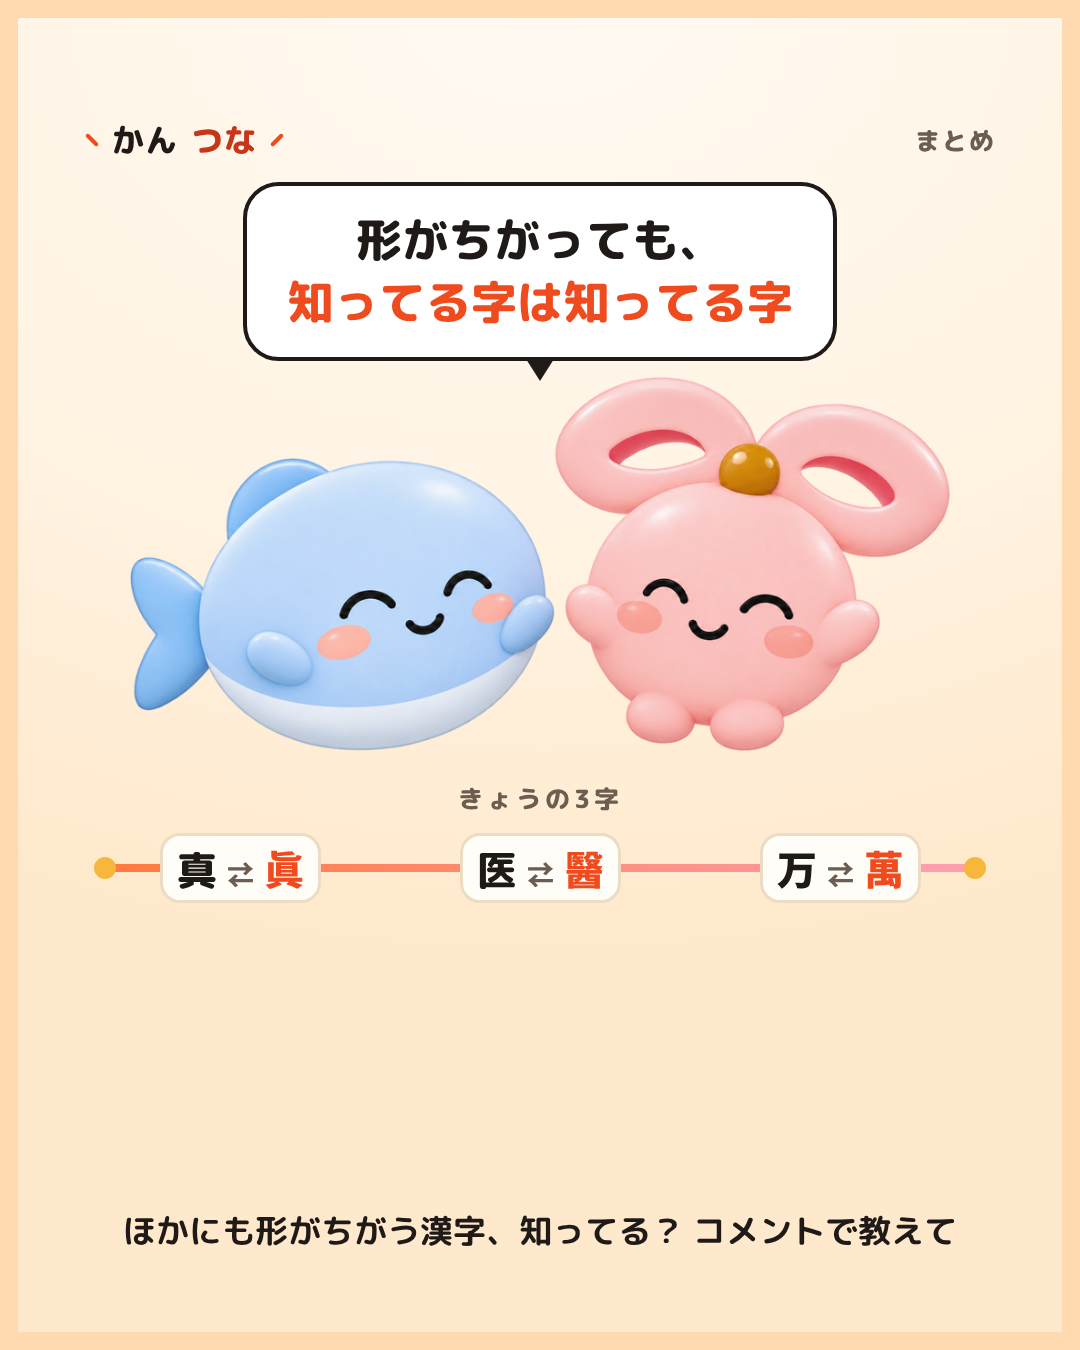 かん つな
まとめ
形がちがっても、
知ってる字は知ってる字
きょうの3字
真 ⇄ 眞
医 ⇄ 醫
万 ⇄ 萬
ほかにも形がちがう漢字、知ってる? コメントで教えて